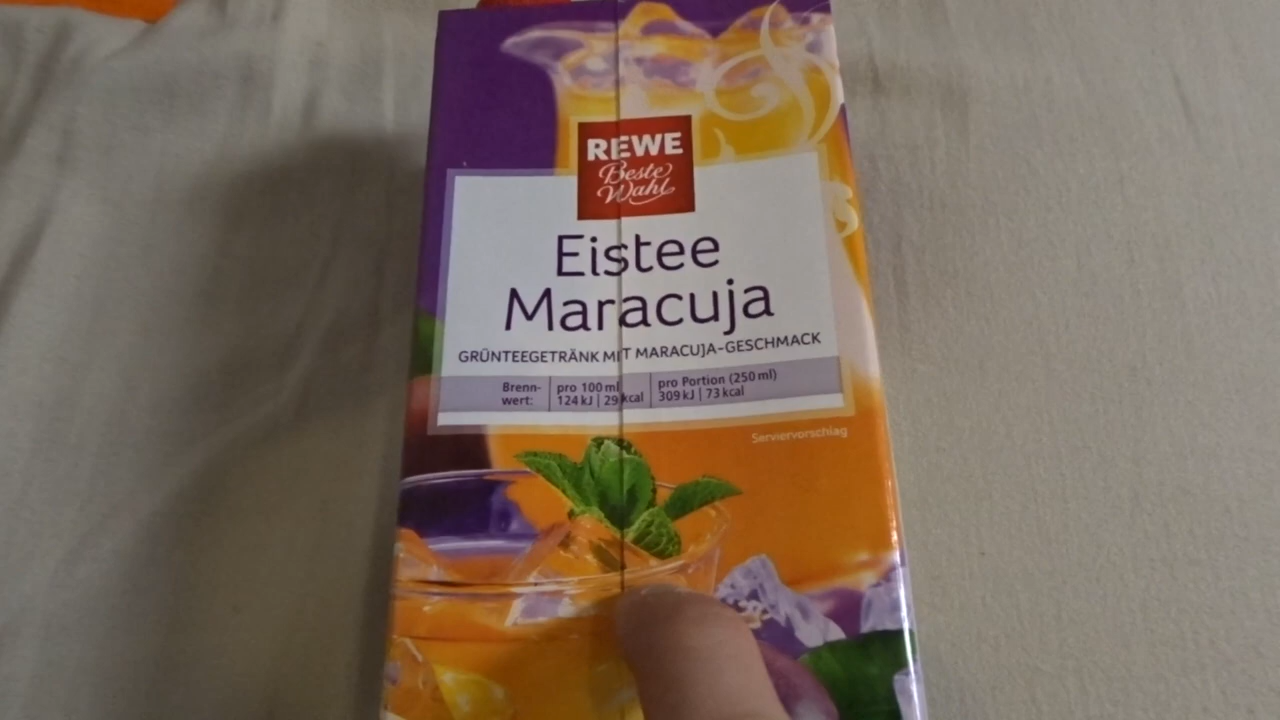 REWE
Beste
Wahl
Eistee
Maracuja
GRÜNTEEGETRÄNK MIT MARACUJA-GESCHMACK
Brenn-
wert:
pro 100 ml
124 kJ | 29 kcal
pro Portion (250 ml)
309 kJ | 73 kcal
Serviervorschlag